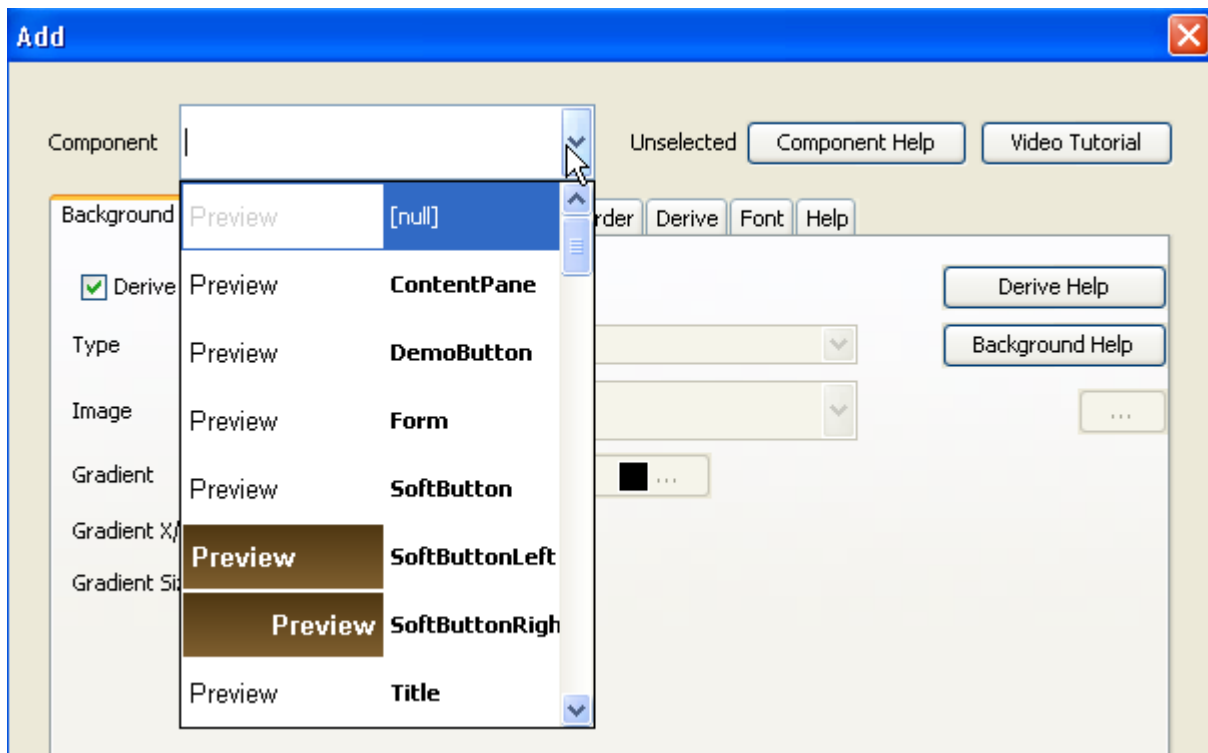 Add
Component
Unselected
Component Help
Video Tutorial
Background
Preview [null]
rder
Derive
Font
Help
Derive
Preview ContentPane
Derive Help
Type
Preview DemoButton
Background Help
Image
Preview Form
...
Gradient
Preview SoftButton
...
Gradient X/
Preview SoftButtonLeft
Gradient Si
Preview SoftButtonRigh
Preview Title